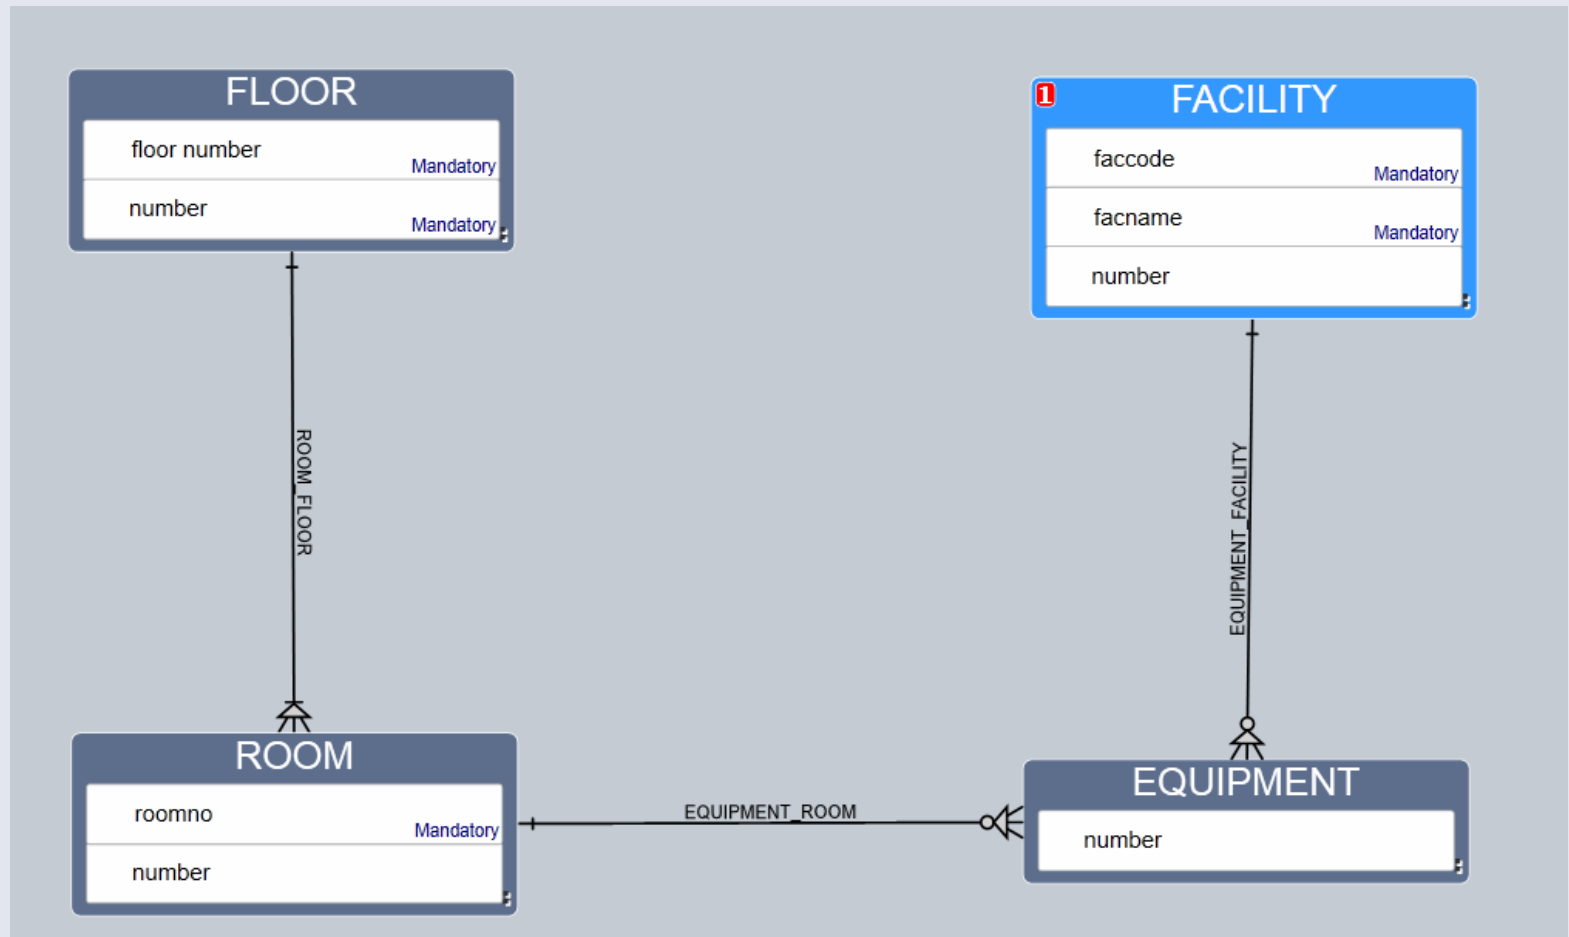 FLOOR
floor number
Mandatory
number
Mandatory
1
FACILITY
faccode
Mandatory
facname
Mandatory
number
ROOM_FLOOR
EQUIPMENT_FACILITY
ROOM
roomno
Mandatory
number
EQUIPMENT_ROOM
EQUIPMENT
number